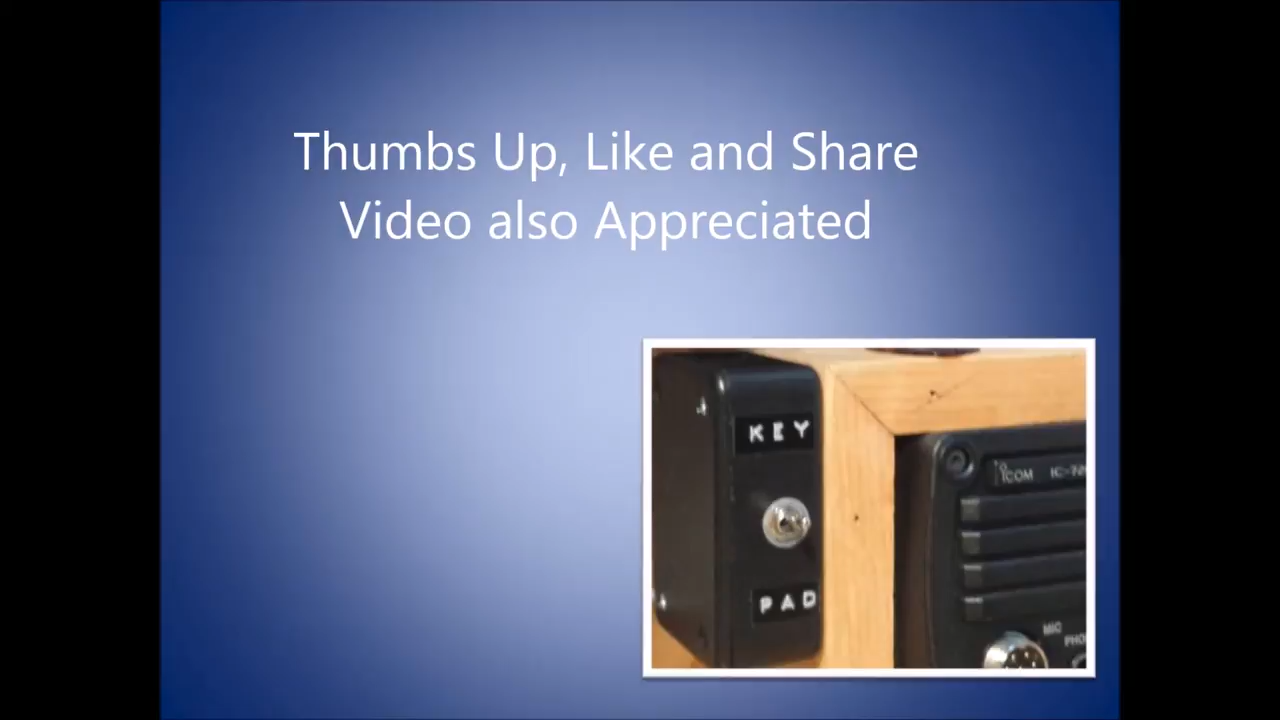 Thumbs Up, Like and Share
Video also Appreciated
KEY
ICOM
PAD
MIC